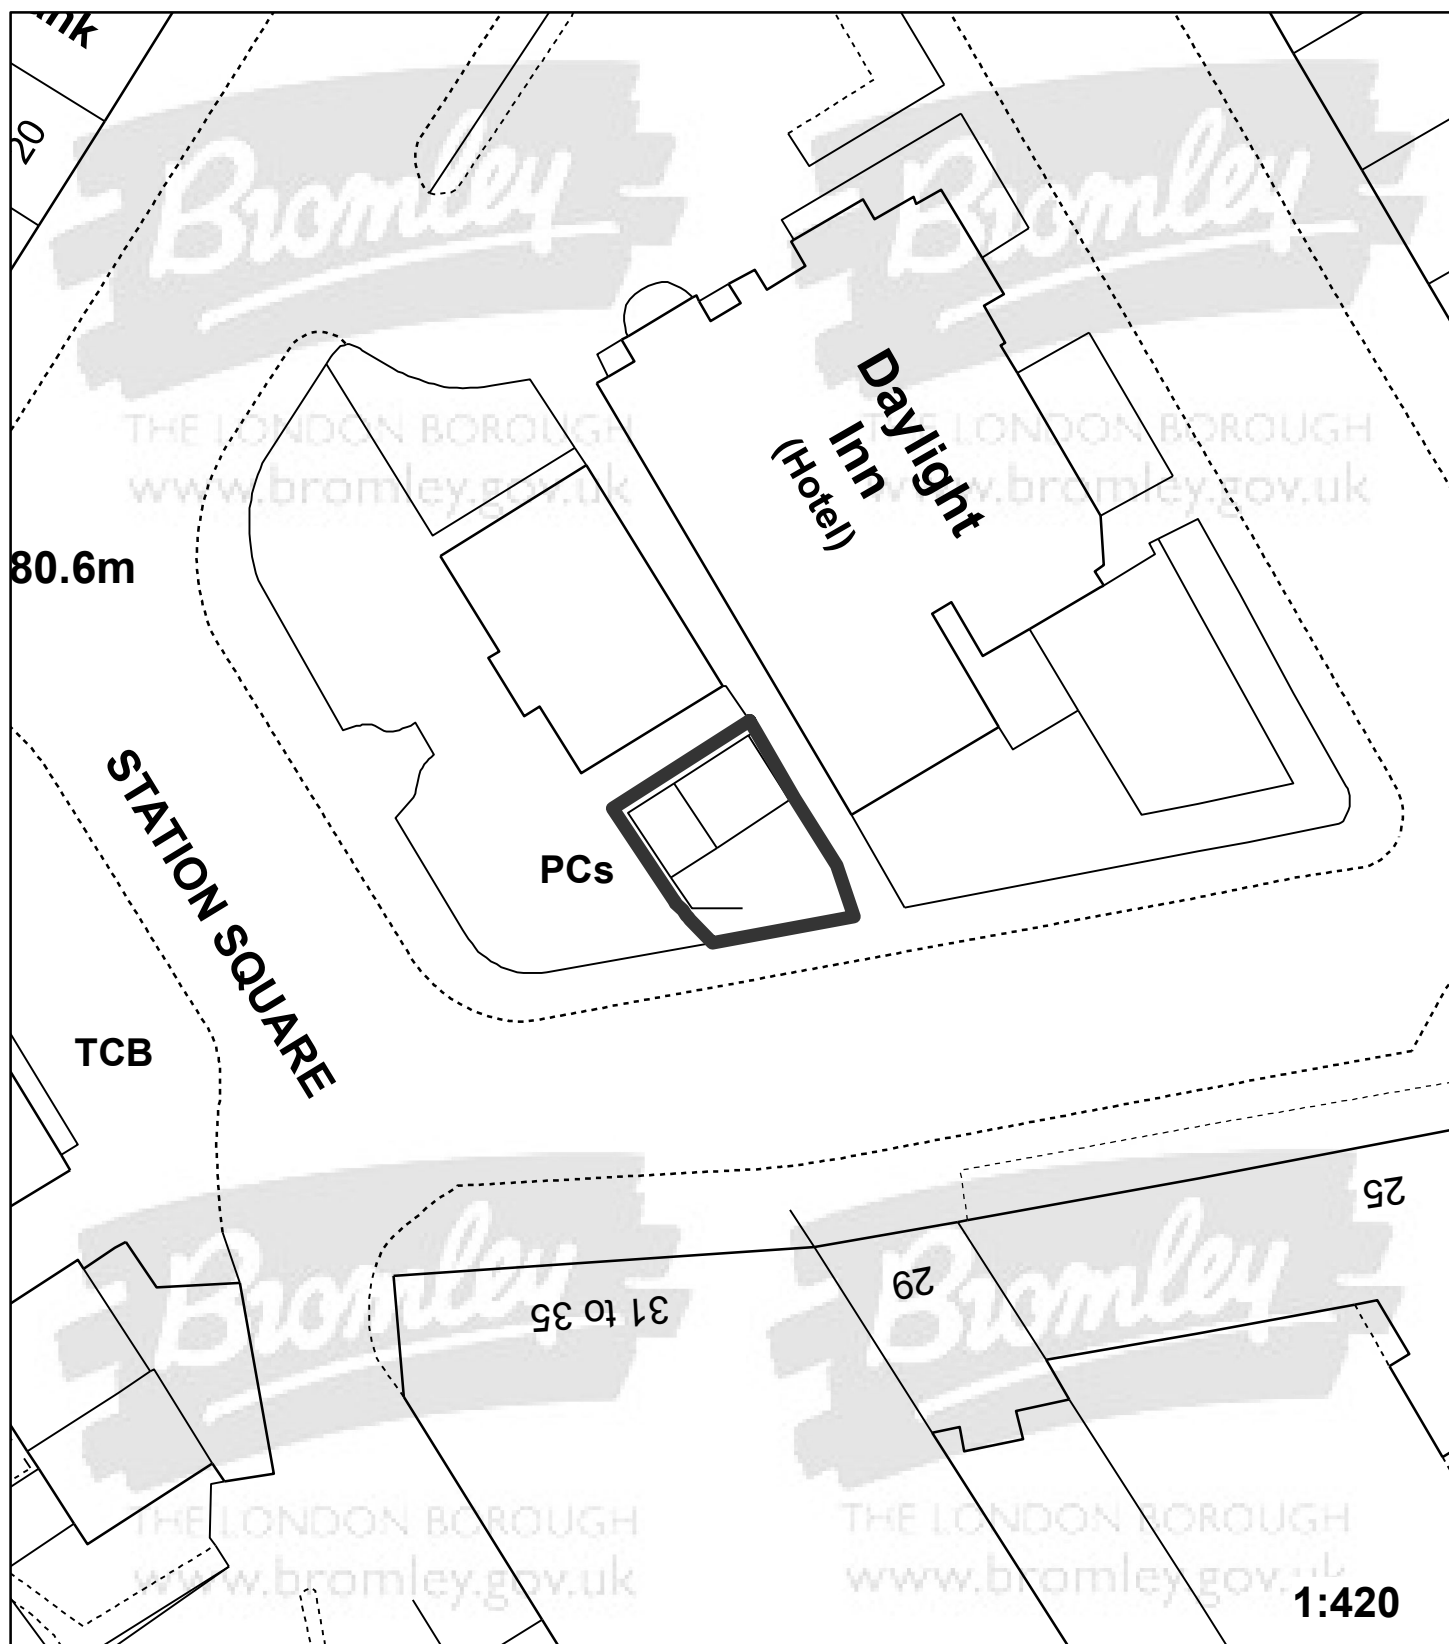 20
Bromley
THE LONDON BOROUGH
www.bromley.gov.uk
Bromley
THE LONDON BOROUGH
www.bromley.gov.uk
Daylight
Inn
(Hotel)
80.6m
STATION SQUARE
PCs
TCB
25
29
31 to 35
Bromley
THE LONDON BOROUGH
www.bromley.gov.uk
Bromley
THE LONDON BOROUGH
www.bromley.gov.uk
1:420